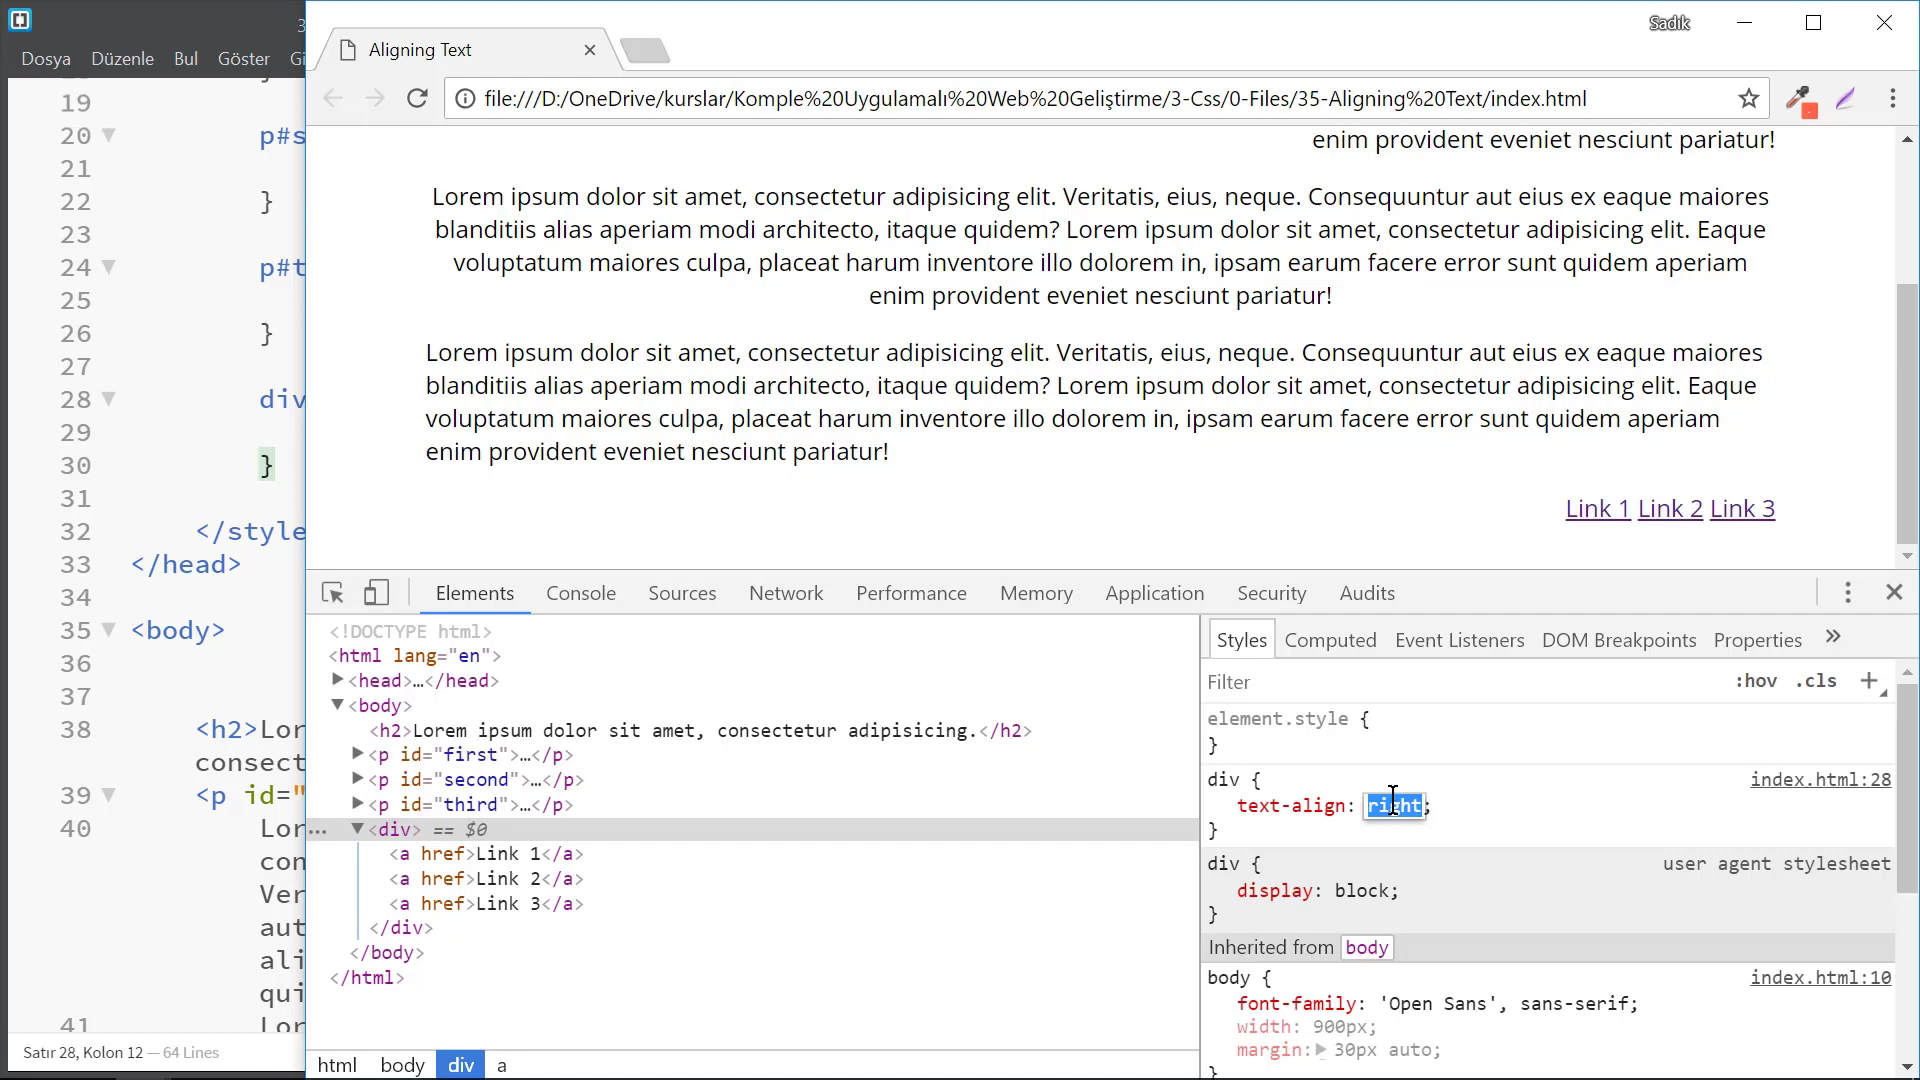 3
Dosya Düzenle Bul Göster Gi
19
20 p#s
21
22 }
23
24 p#t
25
26 }
27
28 div
29
30 }
31
32 </style
33 </head>
34
35 <body>
36
37
38 <h2>Lor
consect
39 <p id="
40 Lor
con
Ver
aut
ali
qui
41 Lor
Satır 28, Kolon 12 — 64 Lines
Sadık
Aligning Text
file:///D:/OneDrive/kurslar/Komple%20Uygulamalı%20Web%20Geliştirme/3-Css/0-Files/35-Aligning%20Text/index.html
enim provident eveniet nesciunt pariatur!
Lorem ipsum dolor sit amet, consectetur adipisicing elit. Veritatis, eius, neque. Consequuntur aut eius ex eaque maiores
blanditiis alias aperiam modi architecto, itaque quidem? Lorem ipsum dolor sit amet, consectetur adipisicing elit. Eaque
voluptatum maiores culpa, placeat harum inventore illo dolorem in, ipsam earum facere error sunt quidem aperiam
enim provident eveniet nesciunt pariatur!
Lorem ipsum dolor sit amet, consectetur adipisicing elit. Veritatis, eius, neque. Consequuntur aut eius ex eaque maiores
blanditiis alias aperiam modi architecto, itaque quidem? Lorem ipsum dolor sit amet, consectetur adipisicing elit. Eaque
voluptatum maiores culpa, placeat harum inventore illo dolorem in, ipsam earum facere error sunt quidem aperiam
enim provident eveniet nesciunt pariatur!
Link 1 Link 2 Link 3
Elements Console Sources Network Performance Memory Application Security Audits
<!DOCTYPE html>
<html lang="en">
<head>…</head>
<body>
<h2>Lorem ipsum dolor sit amet, consectetur adipisicing.</h2>
<p id="first">…</p>
<p id="second">…</p>
<p id="third">…</p>
<div> == $0
<a href>Link 1</a>
<a href>Link 2</a>
<a href>Link 3</a>
</div>
</body>
</html>
html body div a
Styles Computed Event Listeners DOM Breakpoints Properties
Filter :hov .cls +
element.style {
}
div { index.html:28
text-align: right;
}
div { user agent stylesheet
display: block;
}
Inherited from body
body { index.html:10
font-family: 'Open Sans', sans-serif;
width: 900px;
margin: 30px auto;
}